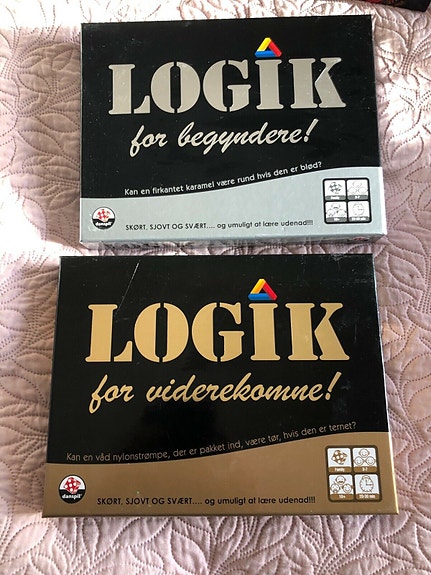 LOGIK
for begyndere!
Kan en firkantet karamel være rund hvis den er blød?
SKØRT, SJOVT OG SVÆRT.... og umuligt at lære udenad!!!
danspil
LOGIK
for viderekomne!
Kan en våd nylonstrømpe, der er pakket ind, være tør, hvis den er ternet?
SKØRT, SJOVT OG SVÆRT.... og umuligt at lære udenad!!!
danspil